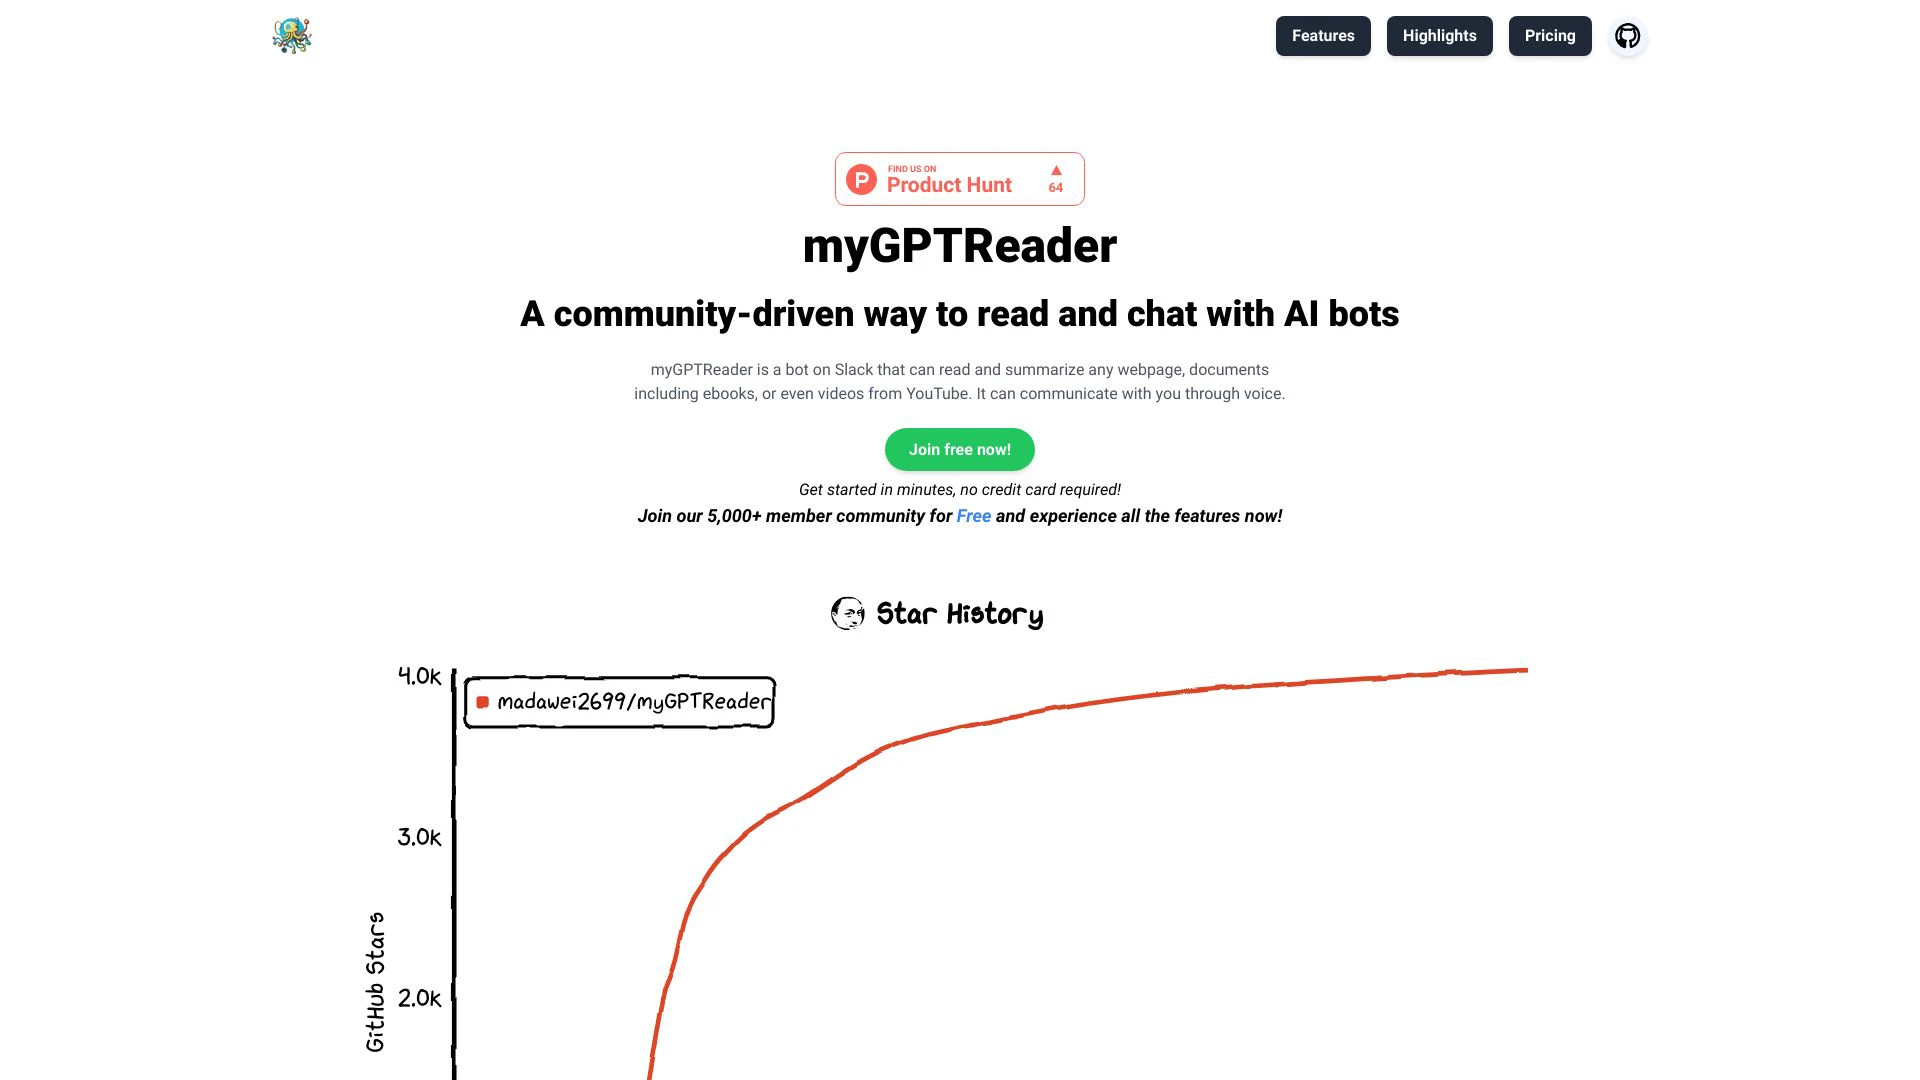 Features
Highlights
Pricing
FIND US ON
Product Hunt
64
myGPTReader
A community-driven way to read and chat with AI bots
myGPTReader is a bot on Slack that can read and summarize any webpage, documents
including ebooks, or even videos from YouTube. It can communicate with you through voice.
Join free now!
Get started in minutes, no credit card required!
Join our 5,000+ member community for Free and experience all the features now!
Star History
4.0k
madawei2699/myGPTReader
3.0k
GitHub Stars
2.0k